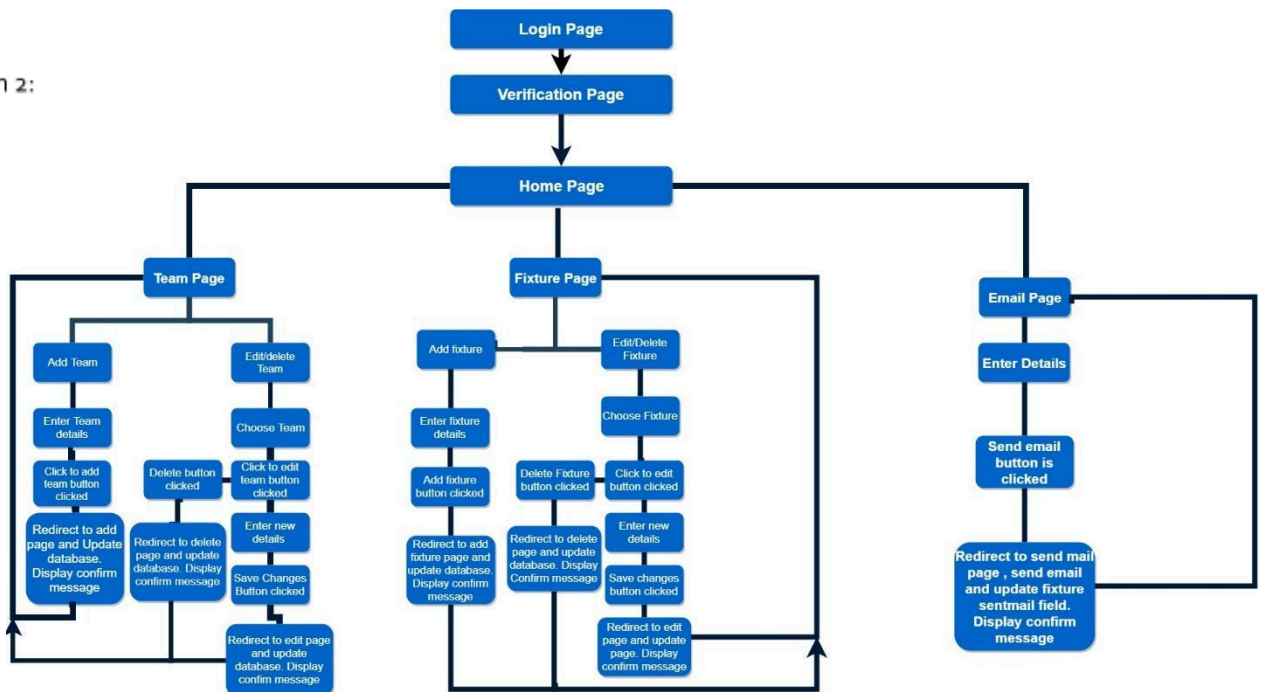 Login Page
n 2:
Verification Page
Home Page
Team Page
Fixture Page
Email Page
Add Team
Edit/delete
Team
Enter Team
details
Choose Team
Click to add
team button
clicked
Delete button
clicked
Click to edit
team button
clicked
Redirect to add
page and Update
database.
Display confirm
message
Redirect to delete
page and update
database. Display
confirm message
Enter new
details
Save Changes
Button clicked
Redirect to edit page
and update
database. Display
confim message
Add fixture
Edit/Delete
Fixture
Enter fixture
details
Choose Fixture
Add fixture
button clicked
Delete Fixture
button clicked
Click to edit
button clicked
Redirect to add
fixture page and
update database.
Display confirm
message
Redirect to delete
page and update
database. Display
Confirm message
Enter new
details
Save changes
button clicked
Redirect to edit
page and update
page. Display
confirm message
Enter Details
Send email
button is
clicked
Redirect to send mail
page , send email
and update fixture
sentmail field.
Display confirm
message